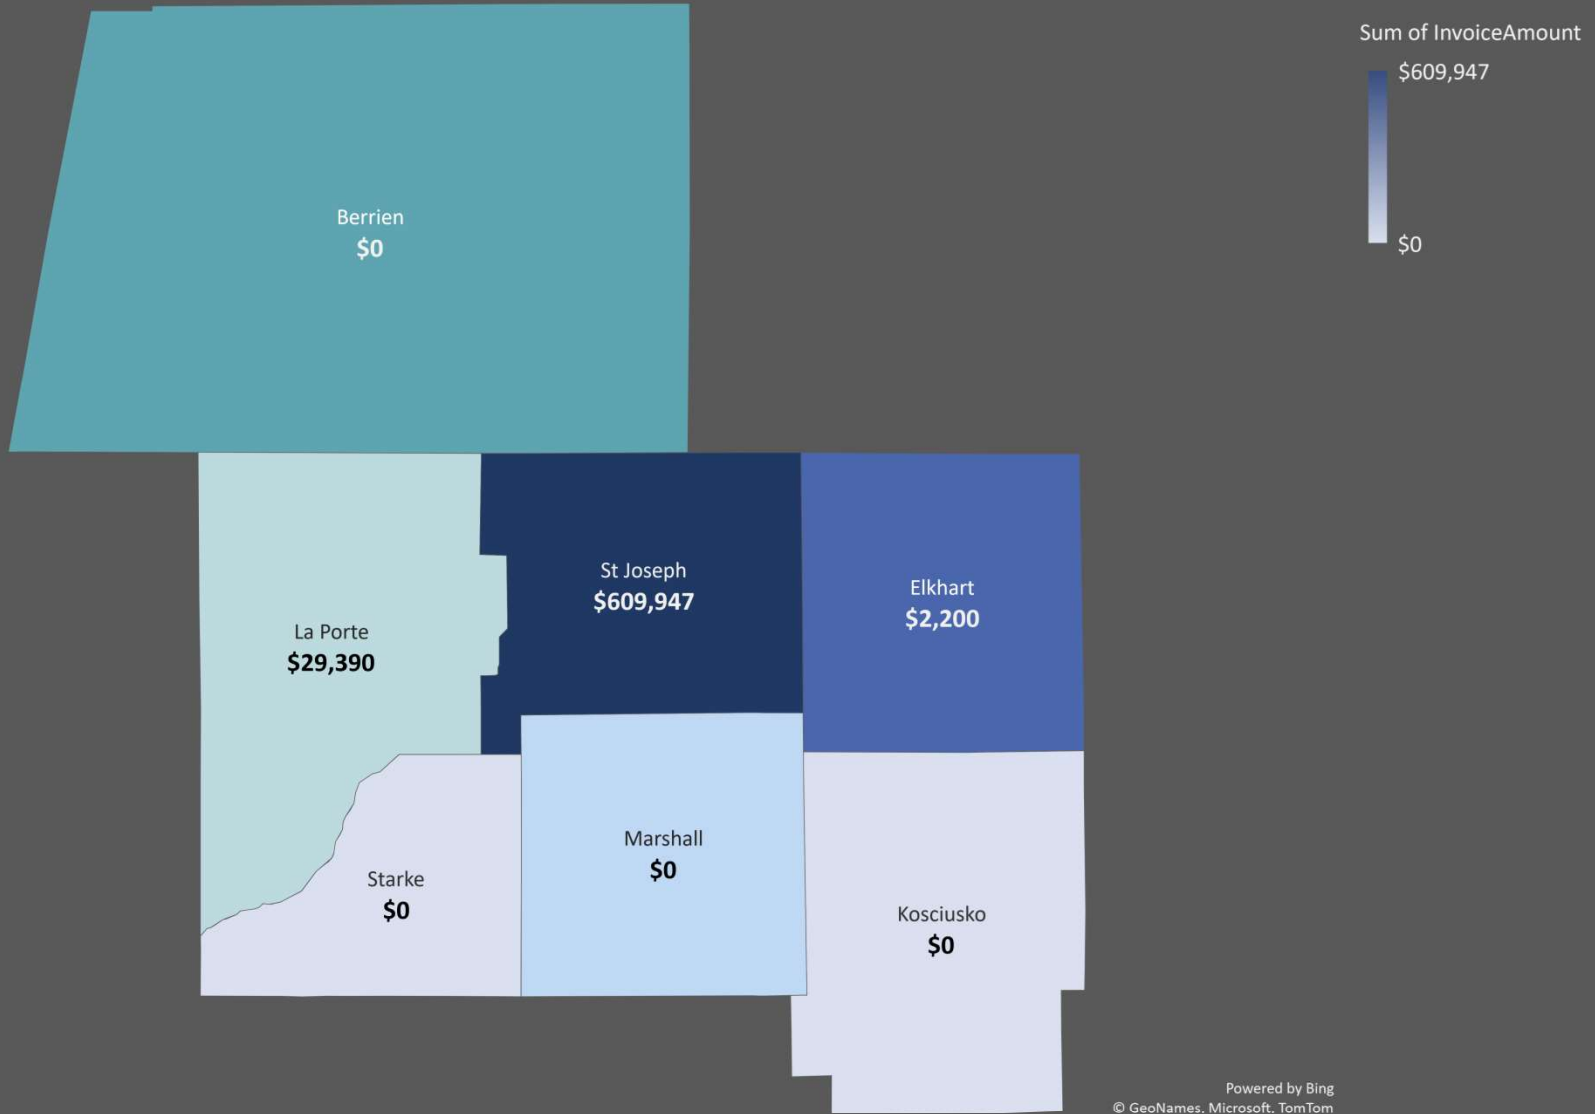 Sum of InvoiceAmount
$609,947
$0
Berrien
$0
St Joseph
$609,947
Elkhart
$2,200
La Porte
$29,390
Marshall
$0
Starke
$0
Kosciusko
$0
Powered by Bing
© GeoNames, Microsoft, TomTom